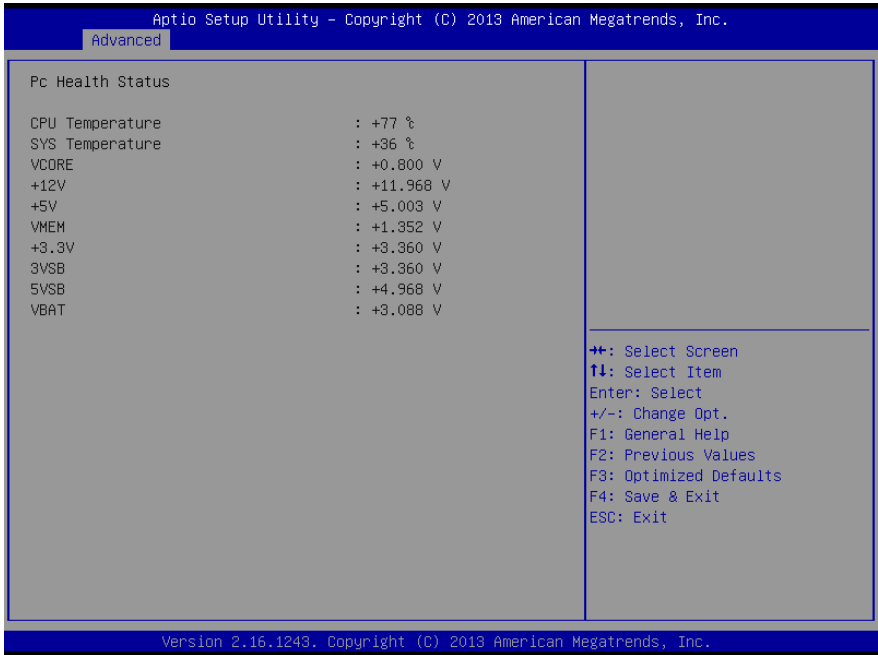 Aptio Setup Utility – Copyright (C) 2013 American Megatrends, Inc.
Advanced
Pc Health Status
CPU Temperature : +77 ℃
SYS Temperature : +36 ℃
VCORE : +0.800 V
+12V : +11.968 V
+5V : +5.003 V
VMEM : +1.352 V
+3.3V : +3.360 V
3VSB : +3.360 V
5VSB : +4.968 V
VBAT : +3.088 V
→←: Select Screen
↑↓: Select Item
Enter: Select
+/-: Change Opt.
F1: General Help
F2: Previous Values
F3: Optimized Defaults
F4: Save & Exit
ESC: Exit
Version 2.16.1243. Copyright (C) 2013 American Megatrends, Inc.